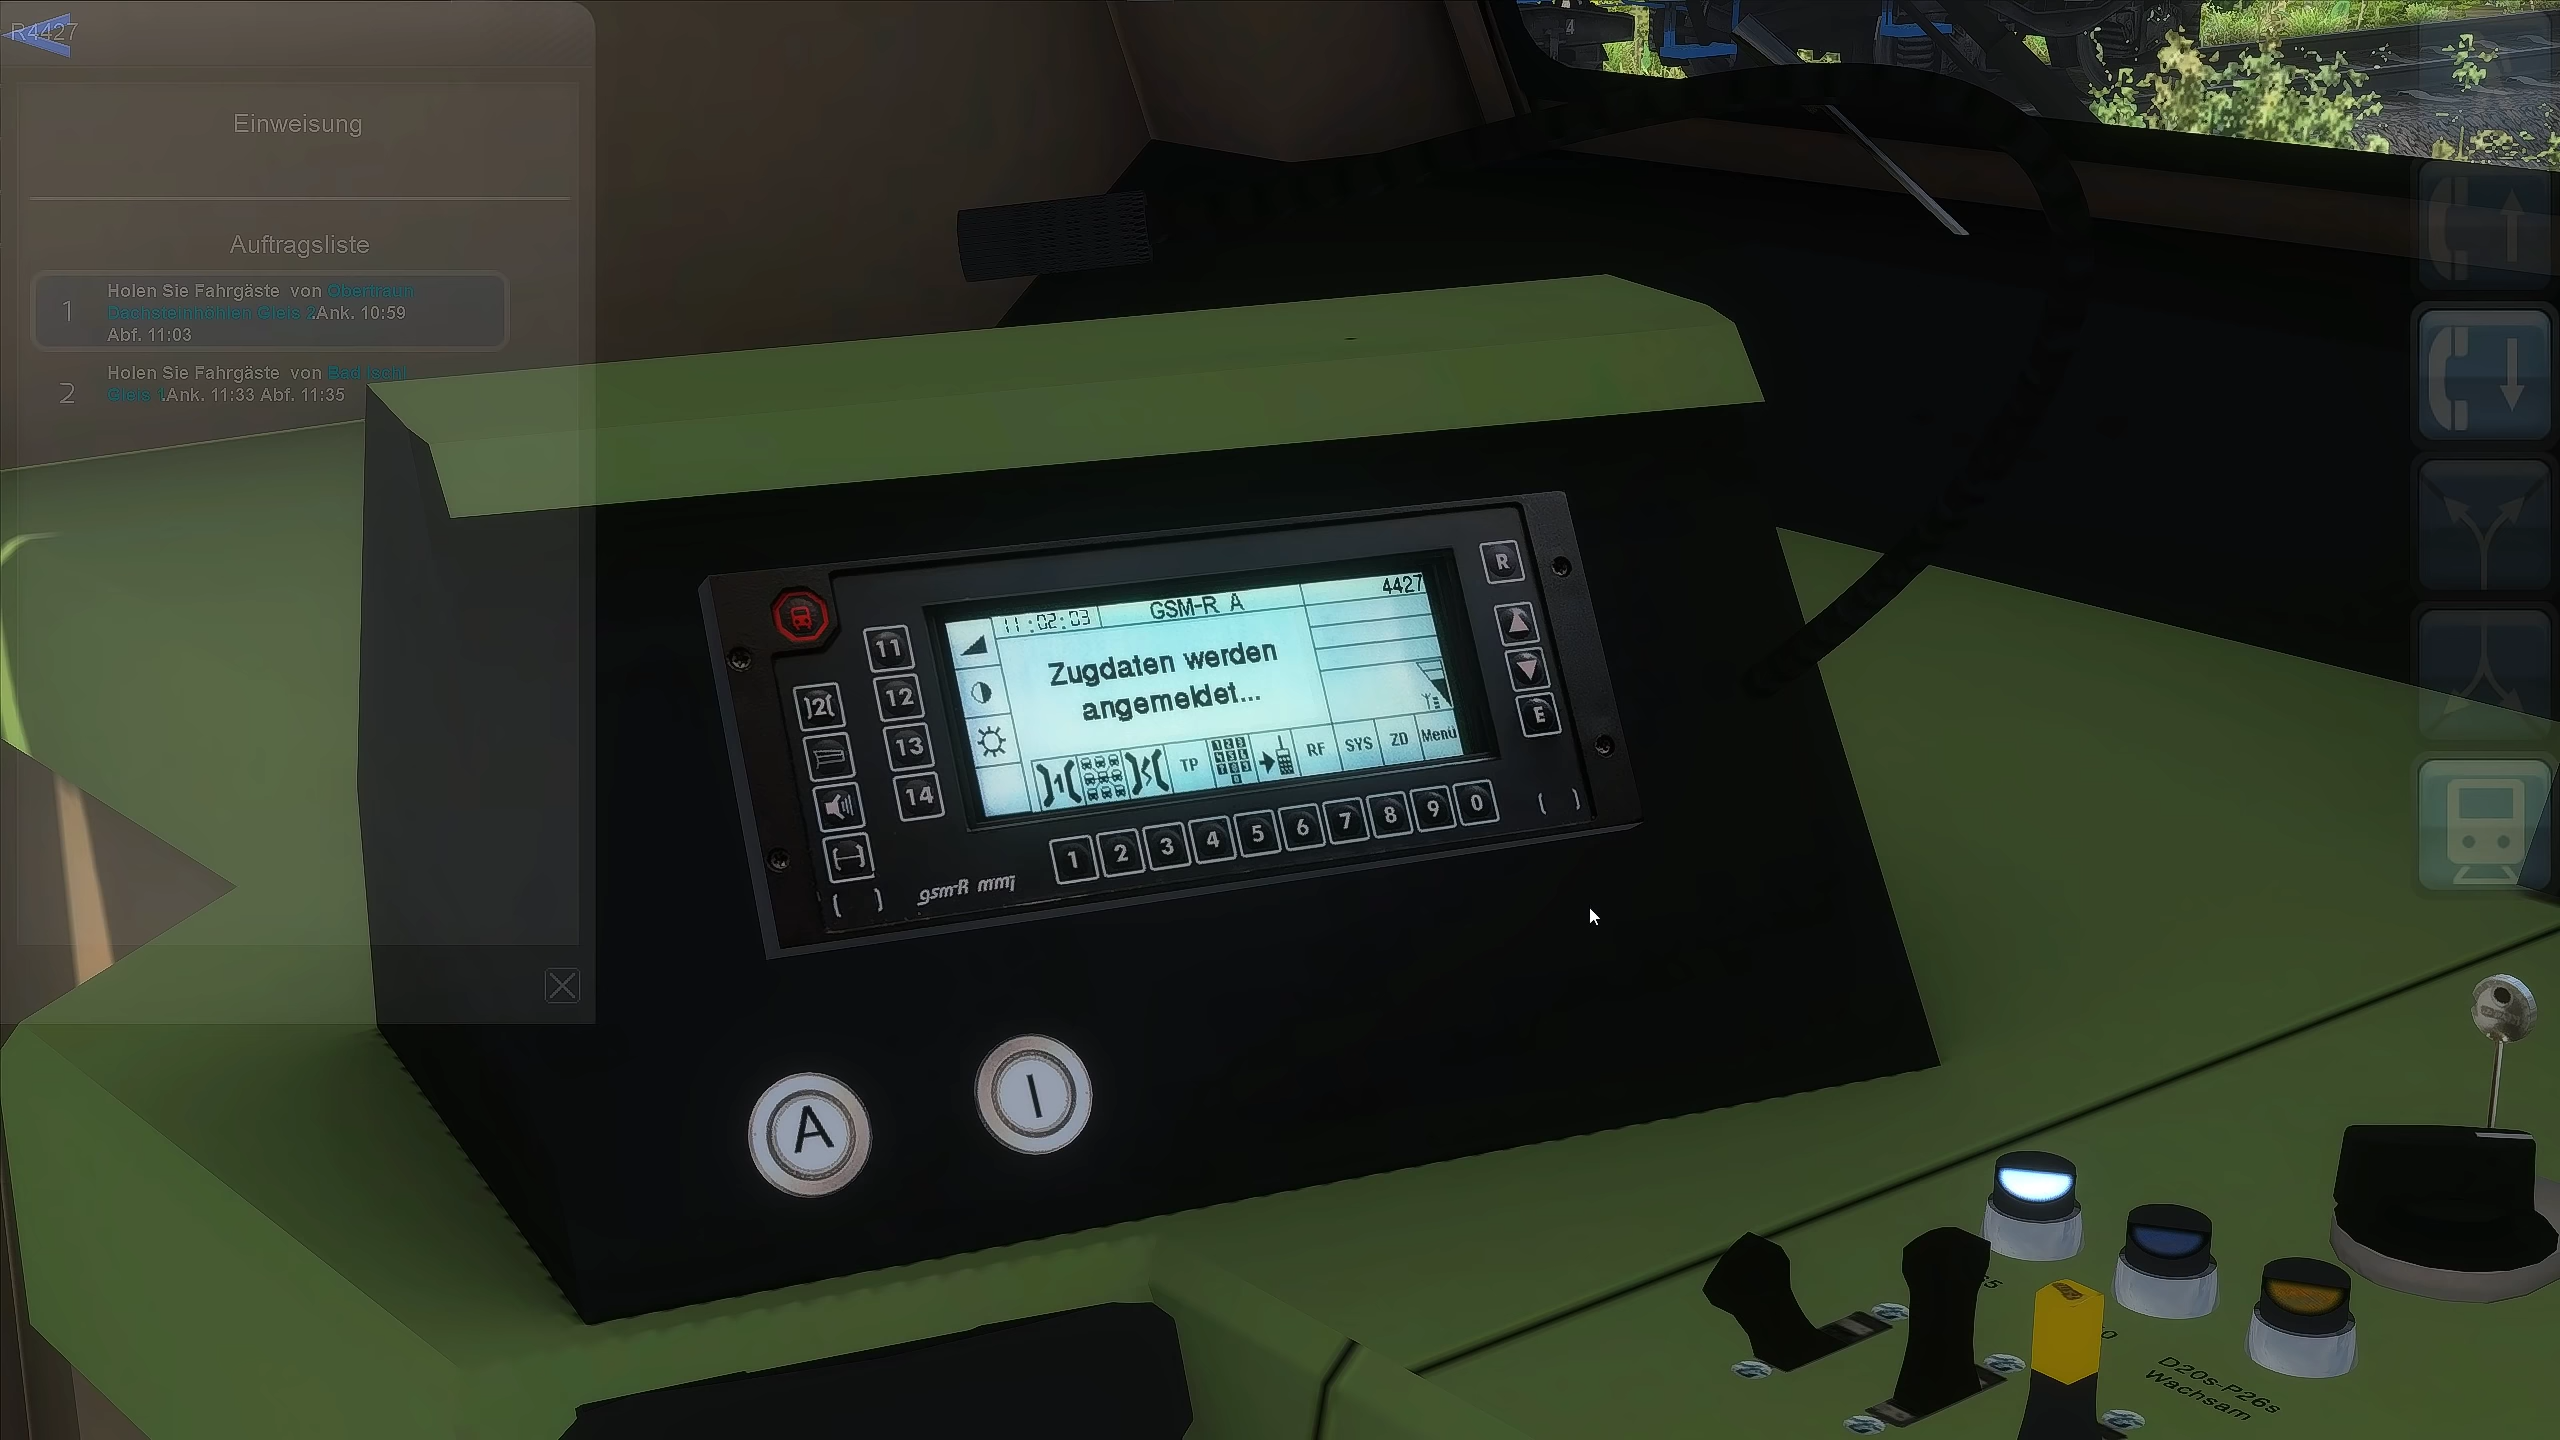 R4427
Einweisung
Auftragsliste
1
Holen Sie Fahrgäste von Obertraun
Dachsteinhöhlen Gleis 2Ank. 10:59
Abf. 11:03
2
Holen Sie Fahrgäste von Bad Ischl
Gleis 1Ank. 11:33 Abf. 11:35
4
11:02:03 GSM-R A 4427
Zugdaten werden
angemeldet...
1 TP RF SYS ZD Menü
R
E
11
12
13
14
2
1 2 3 4 5 6 7 8 9 0
gsm-R mmi
A
I
D20s-P26s
Wachsam